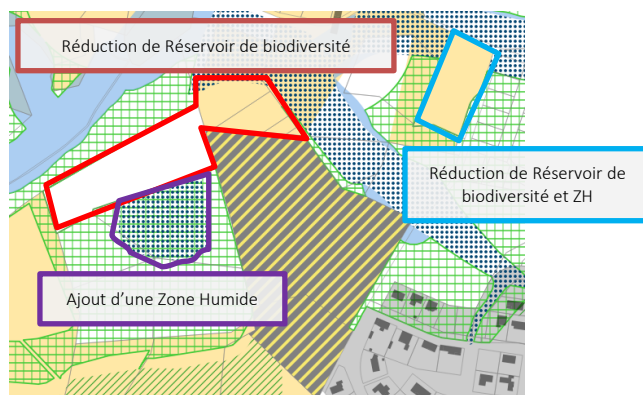 Réduction de Réservoir de biodiversité
Réduction de Réservoir de
biodiversité et ZH
Ajout d’une Zone Humide